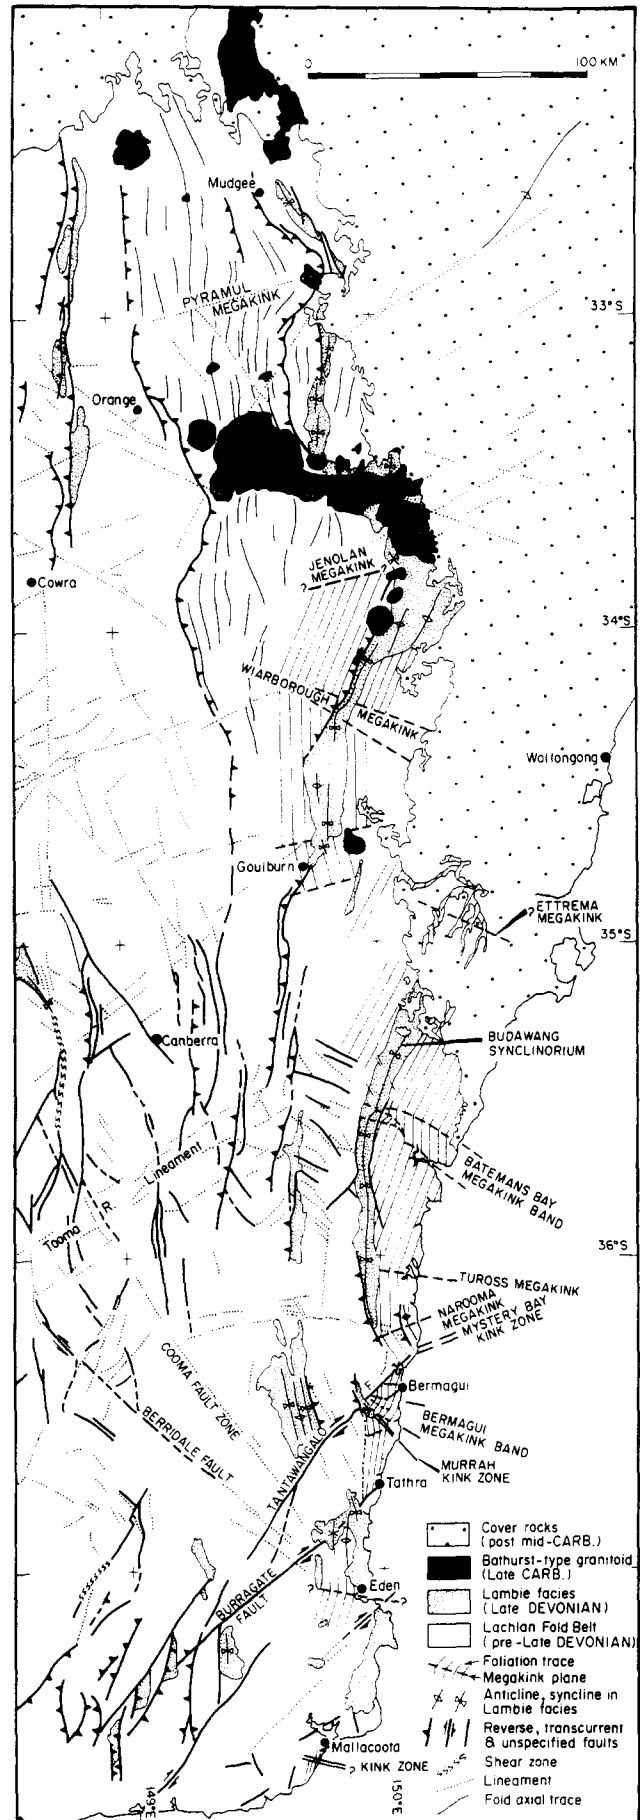 0 100 KM
Mudgee
PYRAMUL
MEGAKINK
33°S
Orange
JENOLAN
MEGAKINK
?
?
Cowra
34°S
WIARBOROUGH
MEGAKINK
Wollongong
Goulburn
? ETTREMA
MEGAKINK
35°S
Canberra
BUDAWANG
SYNCLINORIUM
Lineament
R.
Tooma
BATEMANS BAY
MEGAKINK BAND
36°S
TUROSS MEGAKINK
NAROOMA
MEGAKINK
MYSTERY BAY
KINK ZONE
COOMA FAULT ZONE
F.
Bermagui
BERRIDALE FAULT
BERMAGUI
MEGAKINK BAND
MURRAH
KINK ZONE
TANTAWANGALO
Tathra
BURRAGATE
FAULT
Eden
?
Mallacoota
? KINK ZONE
149°E
150°E
Cover rocks
(post mid-CARB.)
Bathurst-type granitoid
(Late CARB.)
Lambie facies
(Late DEVONIAN)
Lachlan Fold Belt
(pre-Late DEVONIAN)
Foliation trace
Megakink plane
Anticline, syncline in
Lambie facies
Reverse, transcurrent
& unspecified faults
Shear zone
Lineament
Fold axial trace